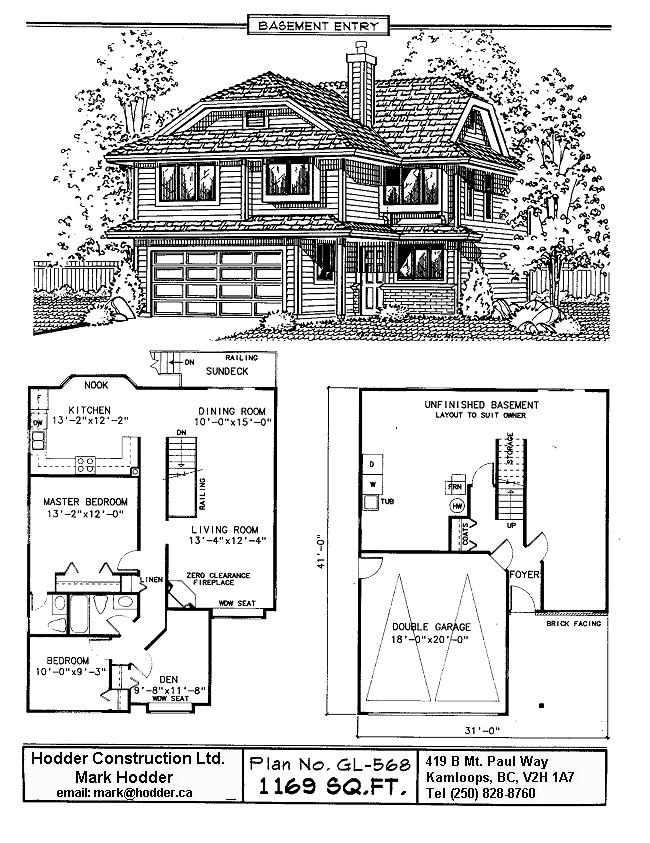 BASEMENT ENTRY
RAILING
DN
SUNDECK
NOOK
F
KITCHEN
13'-2"x12'-2"
DW
DINING ROOM
10'-0"x15'-0"
DN
RAILING
MASTER BEDROOM
13'-2"x12'-0"
LIVING ROOM
13'-4"x12'-4"
LINEN
ZERO CLEARANCE
FIREPLACE
WDW SEAT
BEDROOM
10'-0"x9'-3"
DEN
9'-8"x11'-8"
WDW SEAT
UNFINISHED BASEMENT
LAYOUT TO SUIT OWNER
STORAGE
D
W
TUB
FRN
HW
COATS
UP
41'-0"
FOYER
BRICK FACING
DOUBLE GARAGE
18'-0"x20'-0"
31'-0"
Hodder Construction Ltd.
Mark Hodder
email: mark@hodder.ca
Plan No. GL-568
1169 SQ.FT.
419 B Mt. Paul Way
Kamloops, BC, V2H 1A7
Tel (250) 828-8760